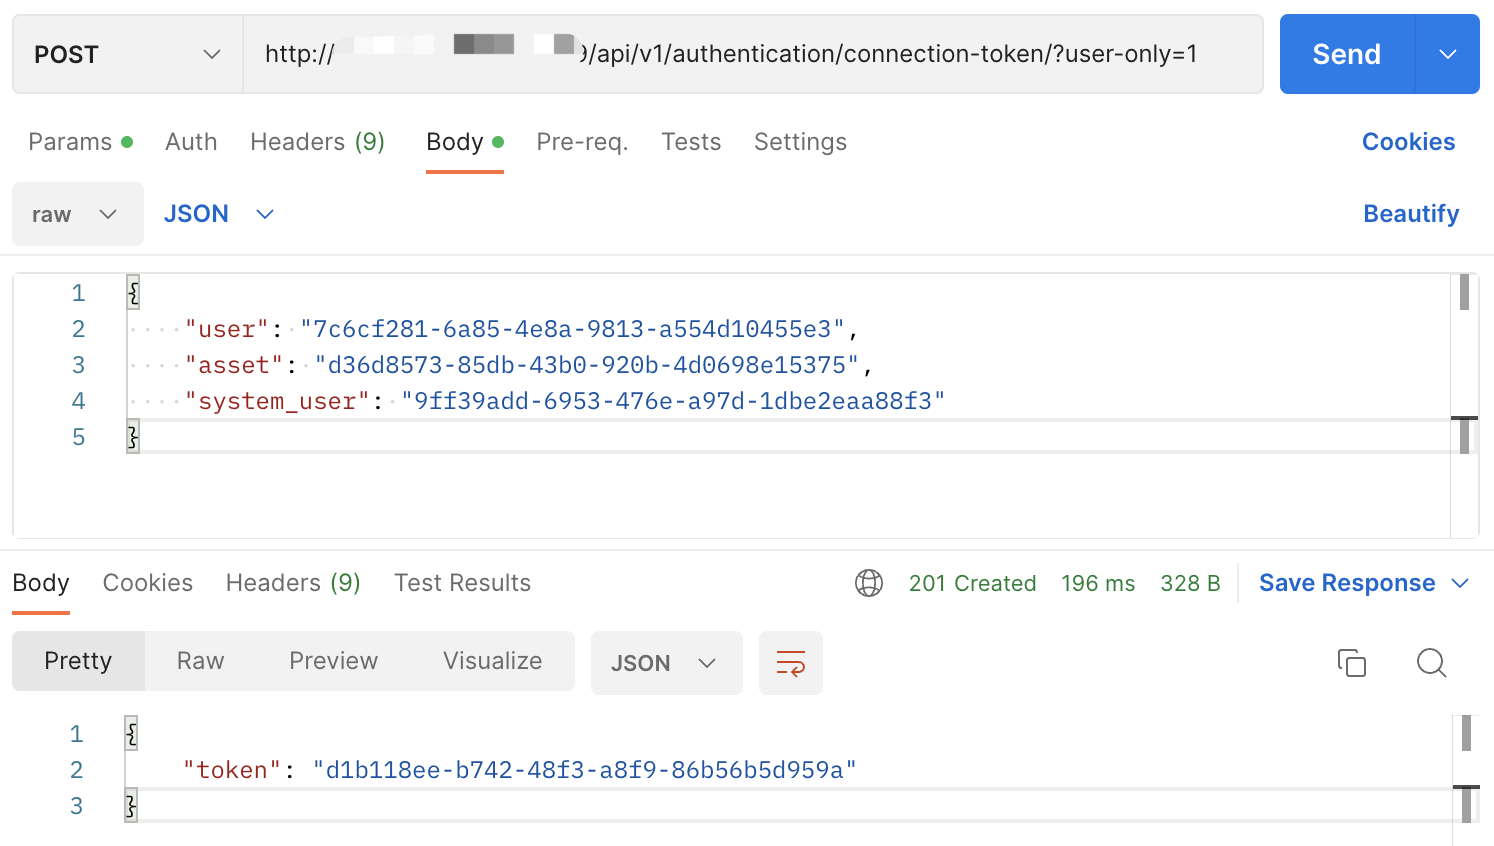 POST http:// /api/v1/authentication/connection-token/?user-only=1 Send
Params Auth Headers (9) Body Pre-req. Tests Settings Cookies
raw JSON Beautify
1 {
2 "user": "7c6cf281-6a85-4e8a-9813-a554d10455e3",
3 "asset": "d36d8573-85db-43b0-920b-4d0698e15375",
4 "system_user": "9ff39add-6953-476e-a97d-1dbe2eaa88f3"
5 }
Body Cookies Headers (9) Test Results 201 Created 196 ms 328 B Save Response
Pretty Raw Preview Visualize JSON
1 {
2 "token": "d1b118ee-b742-48f3-a8f9-86b56b5d959a"
3 }